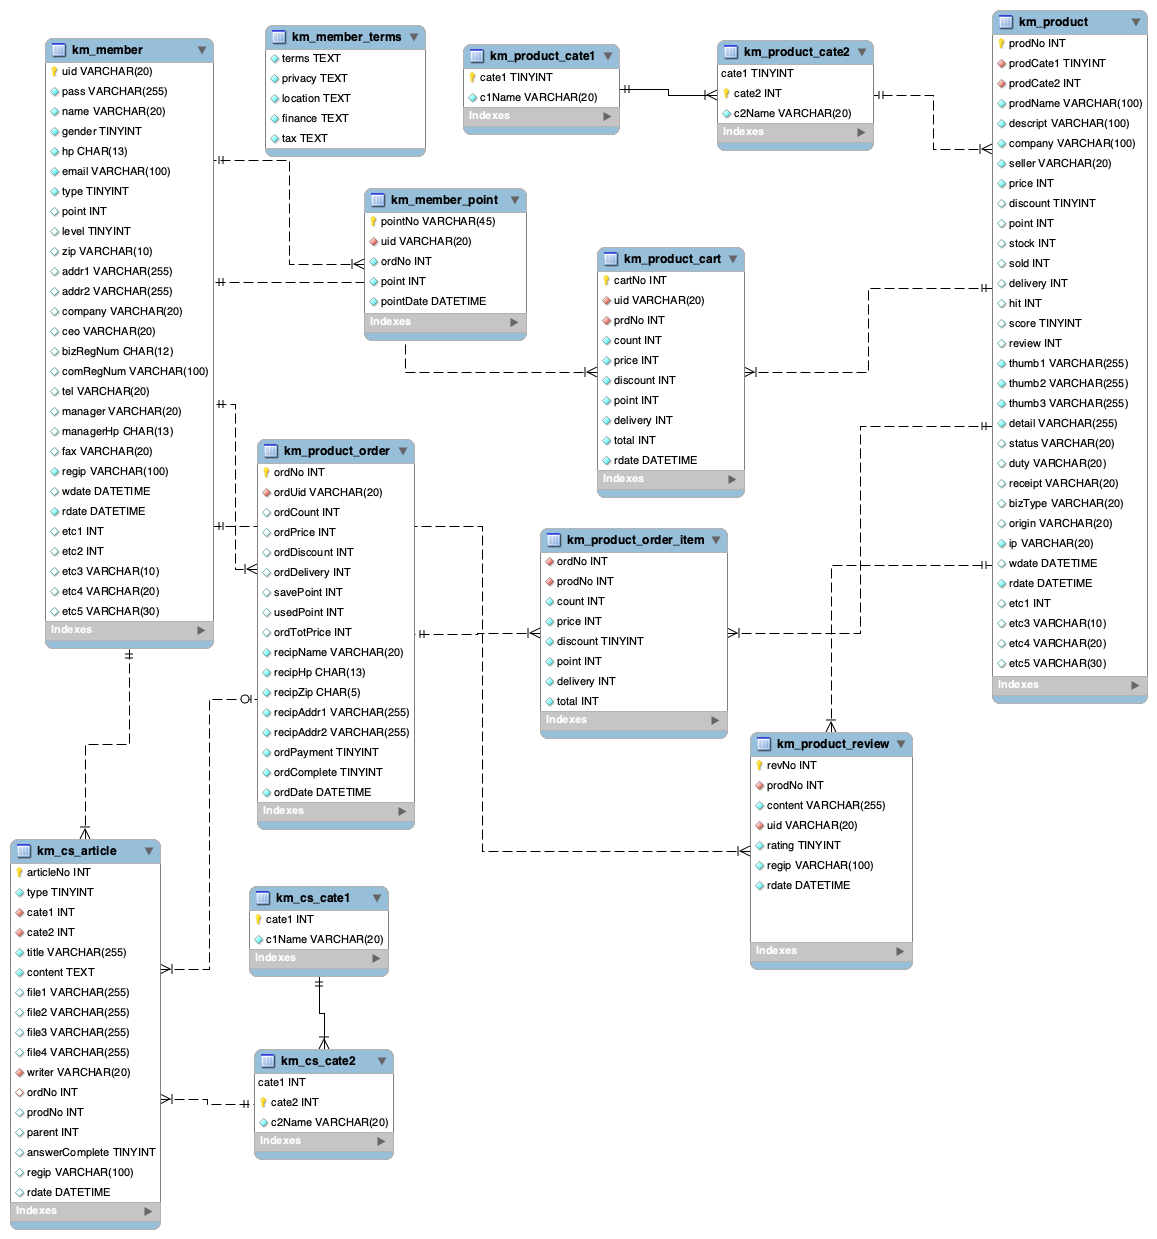 km_member
uid VARCHAR(20)
pass VARCHAR(255)
name VARCHAR(20)
gender TINYINT
hp CHAR(13)
email VARCHAR(100)
type TINYINT
point INT
level TINYINT
zip VARCHAR(10)
addr1 VARCHAR(255)
addr2 VARCHAR(255)
company VARCHAR(20)
ceo VARCHAR(20)
bizRegNum CHAR(12)
comRegNum VARCHAR(100)
tel VARCHAR(20)
manager VARCHAR(20)
managerHp CHAR(13)
fax VARCHAR(20)
regip VARCHAR(100)
wdate DATETIME
rdate DATETIME
etc1 INT
etc2 INT
etc3 VARCHAR(10)
etc4 VARCHAR(20)
etc5 VARCHAR(30)
Indexes
km_member_terms
terms TEXT
privacy TEXT
location TEXT
finance TEXT
tax TEXT
km_product_cate1
cate1 TINYINT
c1Name VARCHAR(20)
Indexes
km_product_cate2
cate1 TINYINT
cate2 INT
c2Name VARCHAR(20)
Indexes
km_product
prodNo INT
prodCate1 TINYINT
prodCate2 INT
prodName VARCHAR(100)
descript VARCHAR(100)
company VARCHAR(100)
seller VARCHAR(20)
price INT
discount TINYINT
point INT
stock INT
sold INT
delivery INT
hit INT
score TINYINT
review INT
thumb1 VARCHAR(255)
thumb2 VARCHAR(255)
thumb3 VARCHAR(255)
detail VARCHAR(255)
status VARCHAR(20)
duty VARCHAR(20)
receipt VARCHAR(20)
bizType VARCHAR(20)
origin VARCHAR(20)
ip VARCHAR(20)
wdate DATETIME
rdate DATETIME
etc1 INT
etc3 VARCHAR(10)
etc4 VARCHAR(20)
etc5 VARCHAR(30)
Indexes
km_member_point
pointNo VARCHAR(45)
uid VARCHAR(20)
ordNo INT
point INT
pointDate DATETIME
Indexes
km_product_cart
cartNo INT
uid VARCHAR(20)
prdNo INT
count INT
price INT
discount INT
point INT
delivery INT
total INT
rdate DATETIME
Indexes
km_product_order
ordNo INT
ordUid VARCHAR(20)
ordCount INT
ordPrice INT
ordDiscount INT
ordDelivery INT
savePoint INT
usedPoint INT
ordTotPrice INT
recipName VARCHAR(20)
recipHp CHAR(13)
recipZip CHAR(5)
recipAddr1 VARCHAR(255)
recipAddr2 VARCHAR(255)
ordPayment TINYINT
ordComplete TINYINT
ordDate DATETIME
Indexes
km_product_order_item
ordNo INT
prodNo INT
count INT
price INT
discount TINYINT
point INT
delivery INT
total INT
Indexes
km_product_review
revNo INT
prodNo INT
content VARCHAR(255)
uid VARCHAR(20)
rating TINYINT
regip VARCHAR(100)
rdate DATETIME
Indexes
km_cs_article
articleNo INT
type TINYINT
cate1 INT
cate2 INT
title VARCHAR(255)
content TEXT
file1 VARCHAR(255)
file2 VARCHAR(255)
file3 VARCHAR(255)
file4 VARCHAR(255)
writer VARCHAR(20)
ordNo INT
prodNo INT
parent INT
answerComplete TINYINT
regip VARCHAR(100)
rdate DATETIME
Indexes
km_cs_cate1
cate1 INT
c1Name VARCHAR(20)
Indexes
km_cs_cate2
cate1 INT
cate2 INT
c2Name VARCHAR(20)
Indexes